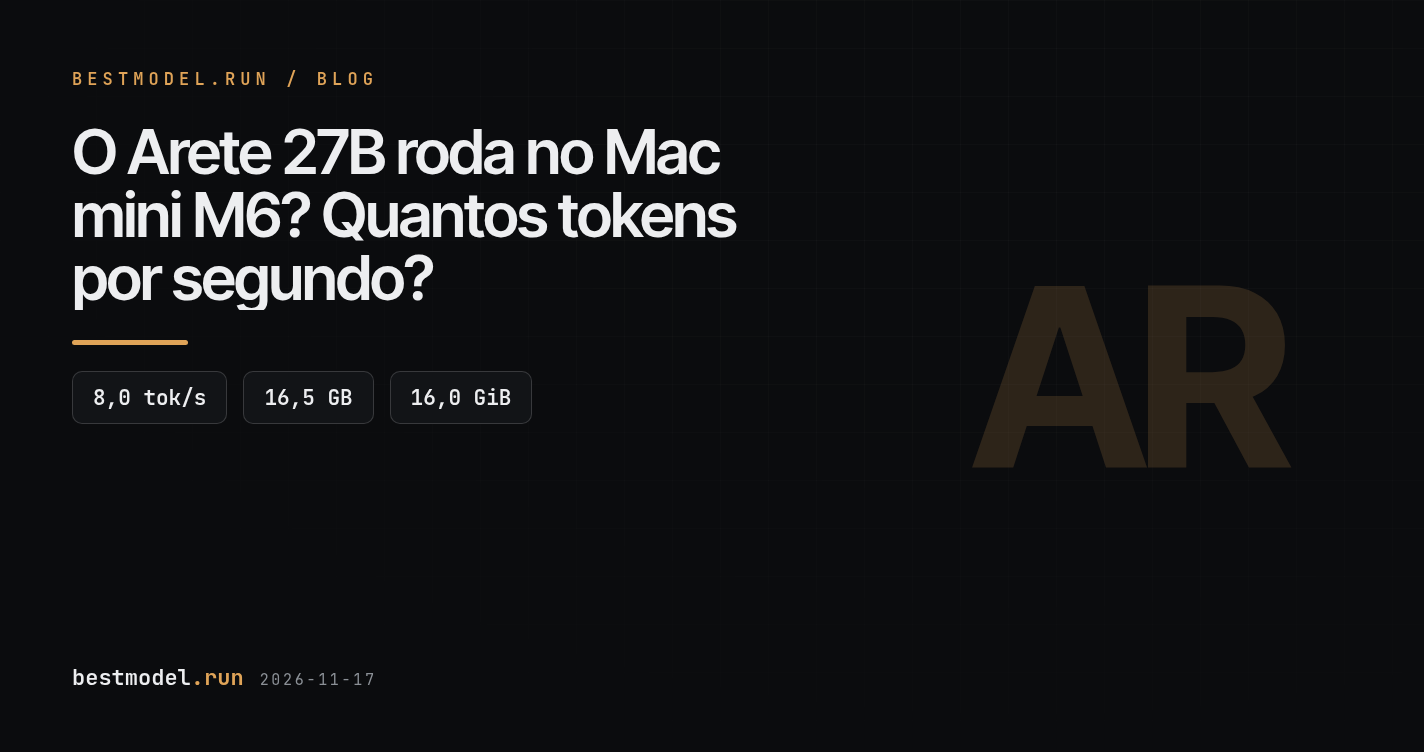 BESTMODEL.RUN / BLOG
O Arete 27B roda no Mac
mini M6? Quantos tokens
por segundo?
8,0 tok/s
16,5 GB
16,0 GiB
AR
bestmodel.run 2026-11-17